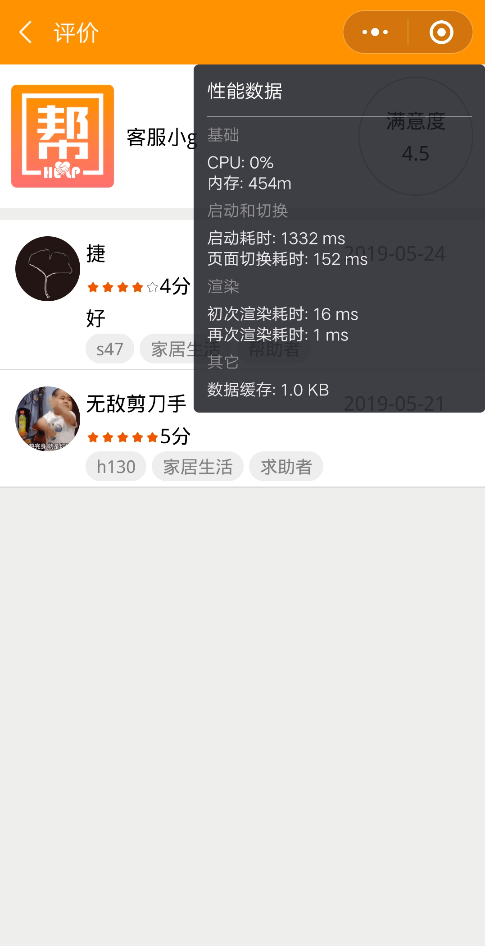 评价
帮
HELP
客服小g
满意度
4.5
性能数据
基础
CPU: 0%
内存: 454m
启动和切换
启动耗时: 1332 ms
页面切换耗时: 152 ms
渲染
初次渲染耗时: 16 ms
再次渲染耗时: 1 ms
其它
数据缓存: 1.0 KB
捷
2019-05-24
4分
好
s47 家居生活 帮助者
无敌剪刀手
2019-05-21
5分
h130 家居生活 求助者